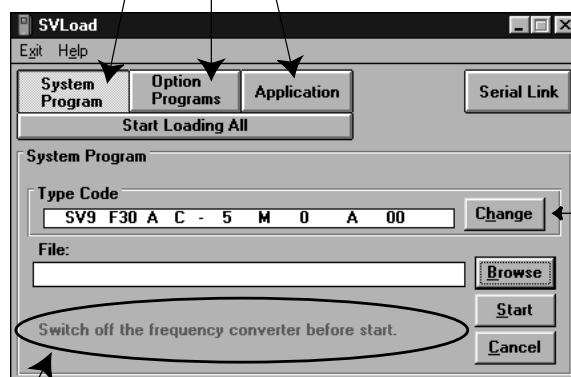 SVLoad
Exit Help
System Program
Option Programs
Application
Serial Link
Start Loading All
System Program
Type Code
SV9 F30 A C - 5 M 0 A 00
Change
File:
Browse
Start
Switch off the frequency converter before start.
Cancel